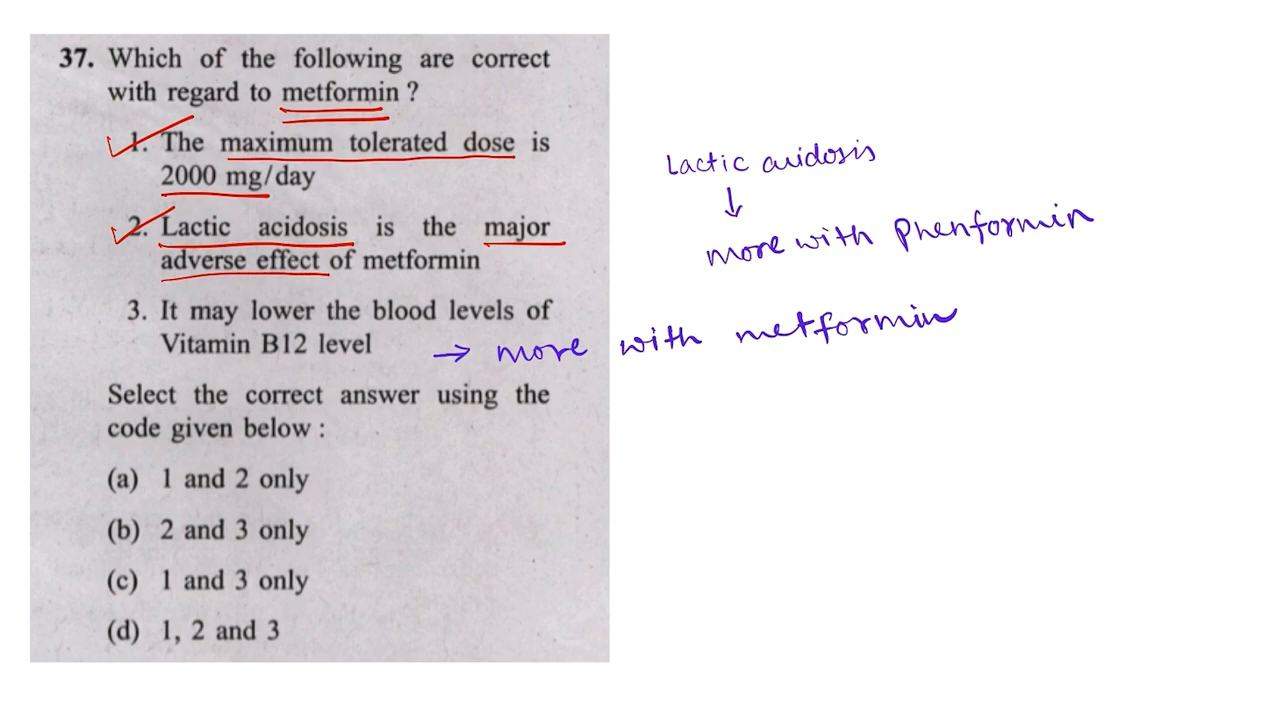 37. Which of the following are correct
with regard to metformin ?
1. The maximum tolerated dose is
2000 mg/day
2. Lactic acidosis is the major
adverse effect of metformin
3. It may lower the blood levels of
Vitamin B12 level
Select the correct answer using the
code given below :
(a) 1 and 2 only
(b) 2 and 3 only
(c) 1 and 3 only
(d) 1, 2 and 3
Lactic acidosis
↓
more with Phenformin
→ more with metformin